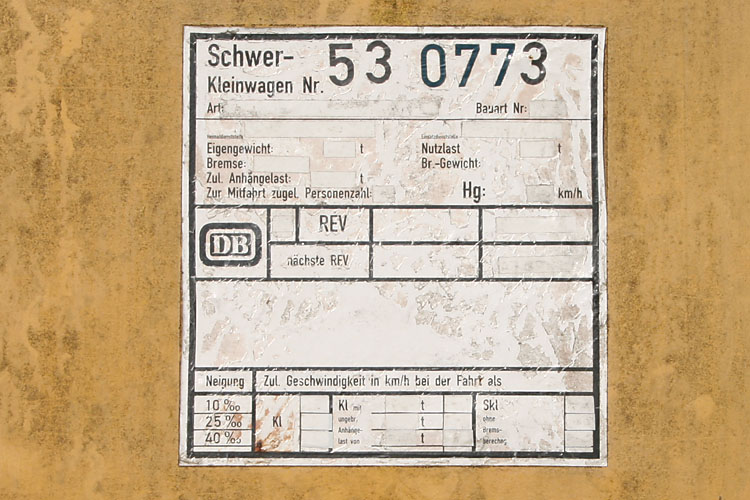 Schwer-
Kleinwagen Nr. 53 0773
Art: Bauart Nr:
Eigengewicht: t Nutzlast t
Bremse: Br.-Gewicht:
Zul. Anhängelast: t
Zur Mitfahrt zugel. Personenzahl: Hg: km/h
DB REV
nächste REV
Neigung Zul. Geschwindigkeit in km/h bei der Fahrt als
10 ‰ Kl Kl mit t Skl
25 ‰ ungebr. t ohne
40 ‰ Anhänge- Brems-
last von t berechng.